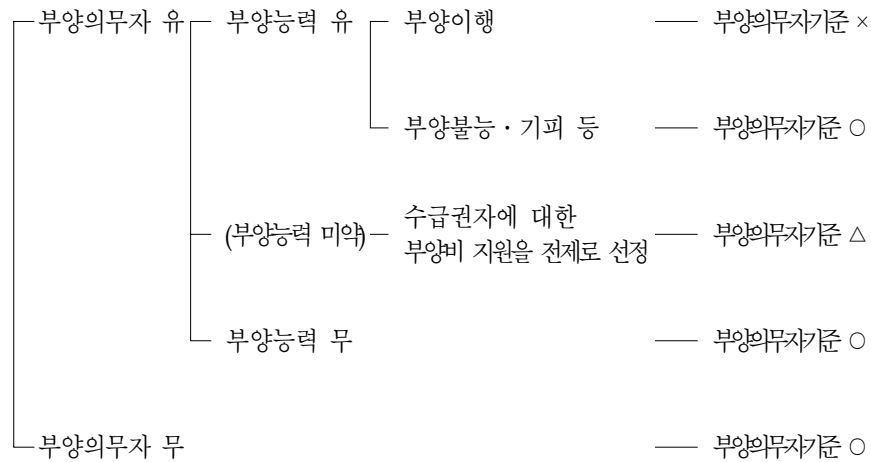 부양의무자 유 부양능력 유 부양이행 부양의무자기준 ×
부양불능·기피 등 부양의무자기준 ○
(부양능력 미약) 수급권자에 대한
부양비 지원을 전제로 선정 부양의무자기준 △
부양능력 무 부양의무자기준 ○
부양의무자 무 부양의무자기준 ○